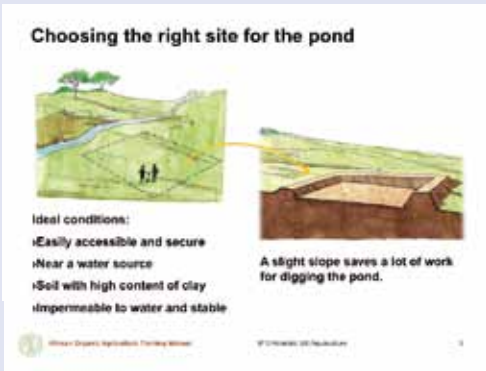 Choosing the right site for the pond
Ideal conditions:
›Easily accessible and secure
›Near a water source
›Soil with high content of clay
›Impermeable to water and stable
A slight slope saves a lot of work
for digging the pond.
African Organic Agriculture Training Manual